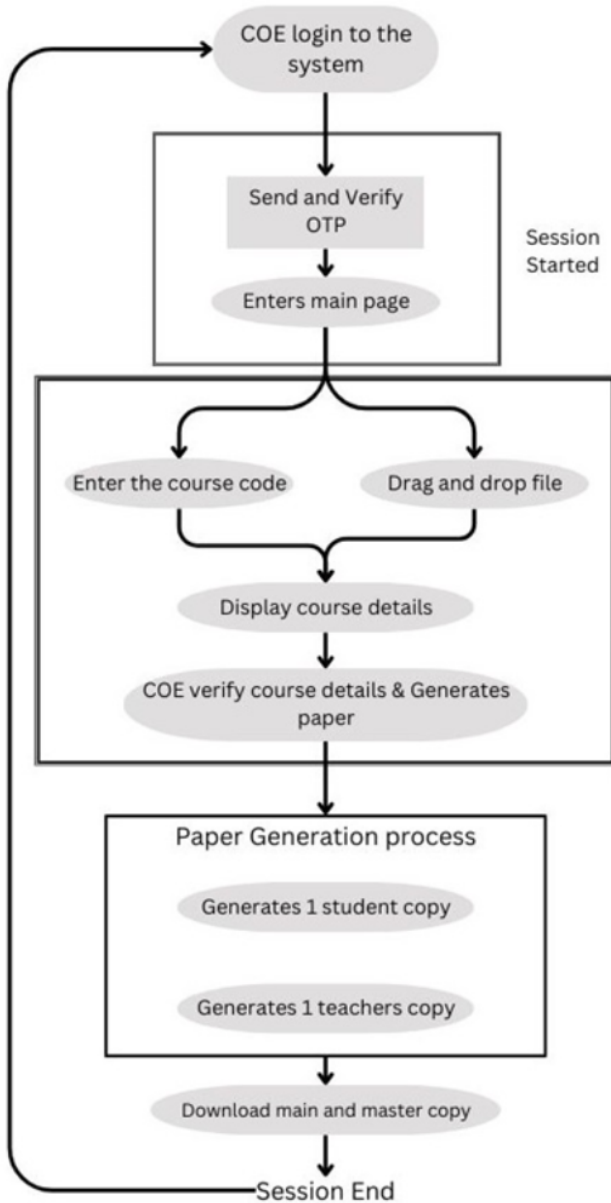 COE login to the
system
Send and Verify
OTP
Session
Started
Enters main page
Enter the course code
Drag and drop file
Display course details
COE verify course details & Generates
paper
Paper Generation process
Generates 1 student copy
Generates 1 teachers copy
Download main and master copy
Session End